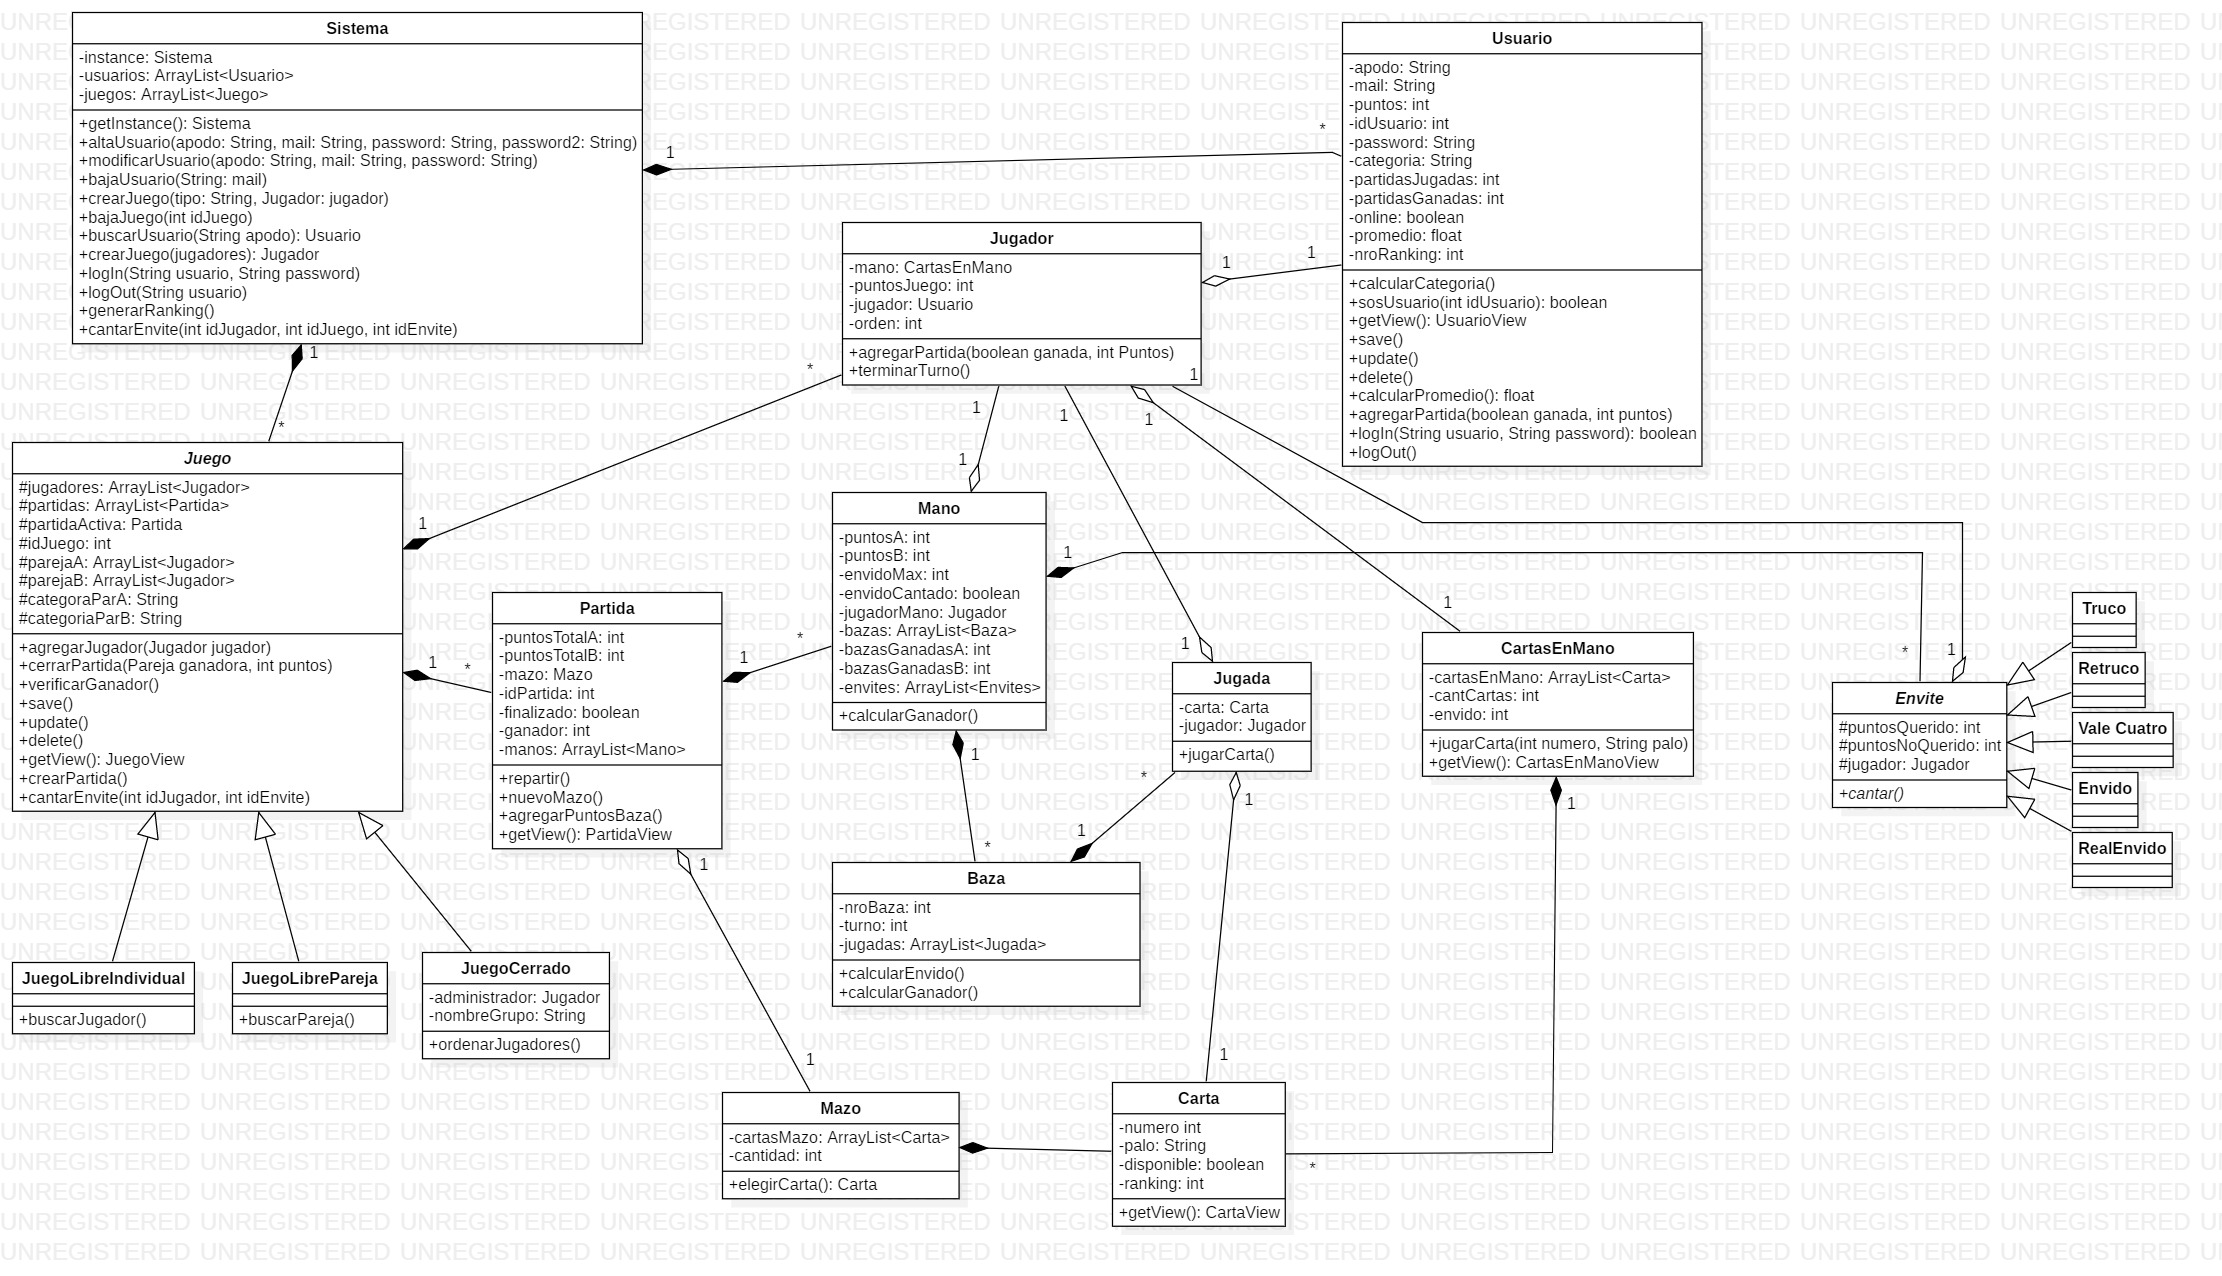 Sistema
-instance: Sistema
-usuarios: ArrayList<Usuario>
-juegos: ArrayList<Juego>
+getInstance(): Sistema
+altaUsuario(apodo: String, mail: String, password: String, password2: String)
+modificarUsuario(apodo: String, mail: String, password: String)
+bajaUsuario(String: mail)
+crearJuego(tipo: String, Jugador: jugador)
+bajaJuego(int idJuego)
+buscarUsuario(String apodo): Usuario
+crearJuego(jugadores): Jugador
+logIn(String usuario, String password)
+logOut(String usuario)
+generarRanking()
+cantarEnvite(int idJugador, int idJuego, int idEnvite)
1
*
1
*
Usuario
-apodo: String
-mail: String
-puntos: int
-idUsuario: int
-password: String
-categoria: String
-partidasJugadas: int
-partidasGanadas: int
-online: boolean
-promedio: float
-nroRanking: int
+calcularCategoria()
+sosUsuario(int idUsuario): boolean
+getView(): UsuarioView
+save()
+update()
+delete()
+calcularPromedio(): float
+agregarPartida(boolean ganada, int puntos)
+logIn(String usuario, String password): boolean
+logOut()
Jugador
-mano: CartasEnMano
-puntosJuego: int
-jugador: Usuario
-orden: int
+agregarPartida(boolean ganada, int Puntos)
+terminarTurno()
1
1
*
1
1
1
1
1
1
1
1
1
Juego
#jugadores: ArrayList<Jugador>
#partidas: ArrayList<Partida>
#partidaActiva: Partida
#idJuego: int
#parejaA: ArrayList<Jugador>
#parejaB: ArrayList<Jugador>
#categoraParA: String
#categoriaParB: String
+agregarJugador(Jugador jugador)
+cerrarPartida(Pareja ganadora, int puntos)
+verificarGanador()
+save()
+update()
+delete()
+getView(): JuegoView
+crearPartida()
+cantarEnvite(int idJugador, int idEnvite)
1
*
Partida
-puntosTotalA: int
-puntosTotalB: int
-mazo: Mazo
-idPartida: int
-finalizado: boolean
-ganador: int
-manos: ArrayList<Mano>
+repartir()
+nuevoMazo()
+agregarPuntosBaza()
+getView(): PartidaView
1
*
1
1
Mano
-puntosA: int
-puntosB: int
-envidoMax: int
-envidoCantado: boolean
-jugadorMano: Jugador
-bazas: ArrayList<Baza>
-bazasGanadasA: int
-bazasGanadasB: int
-envites: ArrayList<Envites>
+calcularGanador()
1
*
1
*
Jugada
-carta: Carta
-jugador: Jugador
+jugarCarta()
*
1
1
1
CartasEnMano
-cartasEnMano: ArrayList<Carta>
-cantCartas: int
-envido: int
+jugarCarta(int numero, String palo)
+getView(): CartasEnManoView
1
*
Envite
#puntosQuerido: int
#puntosNoQuerido: int
#jugador: Jugador
+cantar()
Truco
Retruco
Vale Cuatro
Envido
RealEnvido
Baza
-nroBaza: int
-turno: int
-jugadas: ArrayList<Jugada>
+calcularEnvido()
+calcularGanador()
JuegoLibreIndividual
+buscarJugador()
JuegoLibrePareja
+buscarPareja()
JuegoCerrado
-administrador: Jugador
-nombreGrupo: String
+ordenarJugadores()
Mazo
-cartasMazo: ArrayList<Carta>
-cantidad: int
+elegirCarta(): Carta
Carta
-numero int
-palo: String
-disponible: boolean
-ranking: int
+getView(): CartaView
UNREGISTERED